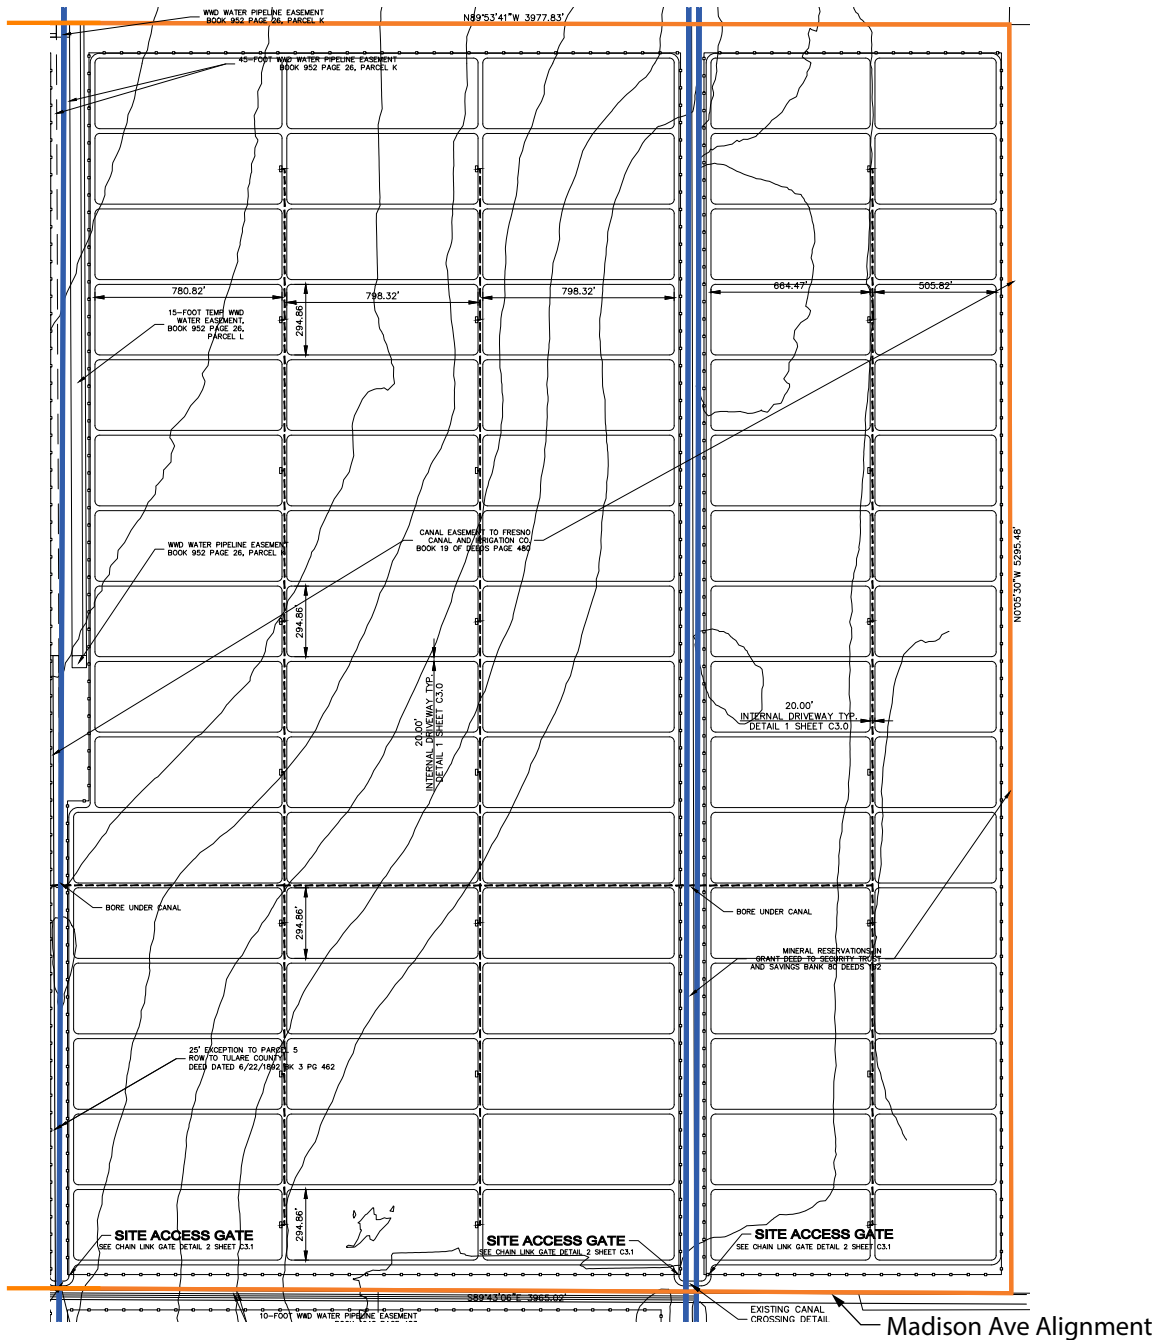 WWD WATER PIPELINE EASEMENT
BOOK 952 PAGE 26, PARCEL K
N89°53'41"W 3977.83'
45-FOOT WWD WATER PIPELINE EASEMENT
BOOK 952 PAGE 26, PARCEL K
780.82'
798.32'
798.32'
664.47'
505.82'
294.86'
15-FOOT TEMP WWD
WATER EASEMENT,
BOOK 952 PAGE 26,
PARCEL L
CANAL EASEMENT TO FRESNO
CANAL AND IRRIGATION CO.
BOOK 19 OF DEEDS PAGE 480
WWD WATER PIPELINE EASEMENT
BOOK 952 PAGE 26, PARCEL
N0°05'30"W 5295.48'
294.86'
20.00'
INTERNAL DRIVEWAY TYP.
DETAIL 1 SHEET C3.0
20.00'
INTERNAL DRIVEWAY TYP.
DETAIL 1 SHEET C3.0
BORE UNDER CANAL
294.86'
BORE UNDER CANAL
MINERAL RESERVATIONS IN
GRANT DEED TO SECURITY TRUST
AND SAVINGS BANK 80 DEEDS
25' EXCEPTION TO PARCEL 5
ROW TO TULARE COUNTY
DEED DATED 6/22/1892 BK 3 PG 462
294.86'
SITE ACCESS GATE
SEE CHAIN LINK GATE DETAIL 2 SHEET C3.1
SITE ACCESS GATE
SEE CHAIN LINK GATE DETAIL 2 SHEET C3.1
SITE ACCESS GATE
SEE CHAIN LINK GATE DETAIL 2 SHEET C3.1
S89°43'06"E 3965.02'
10-FOOT WWD WATER PIPELINE EASEMENT
EXISTING CANAL
CROSSING DETAIL
Madison Ave Alignment